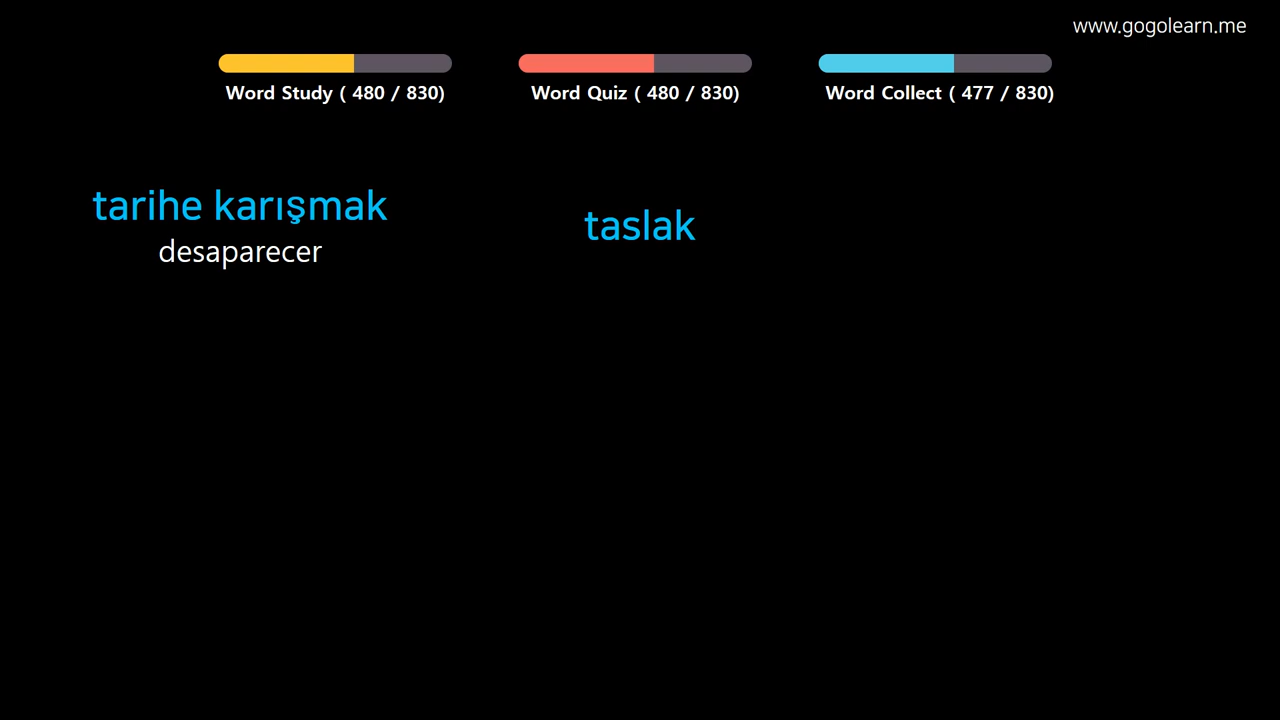 www.gogolearn.me
Word Study ( 480 / 830)
Word Quiz ( 480 / 830)
Word Collect ( 477 / 830)
tarihe karışmak
desaparecer
taslak